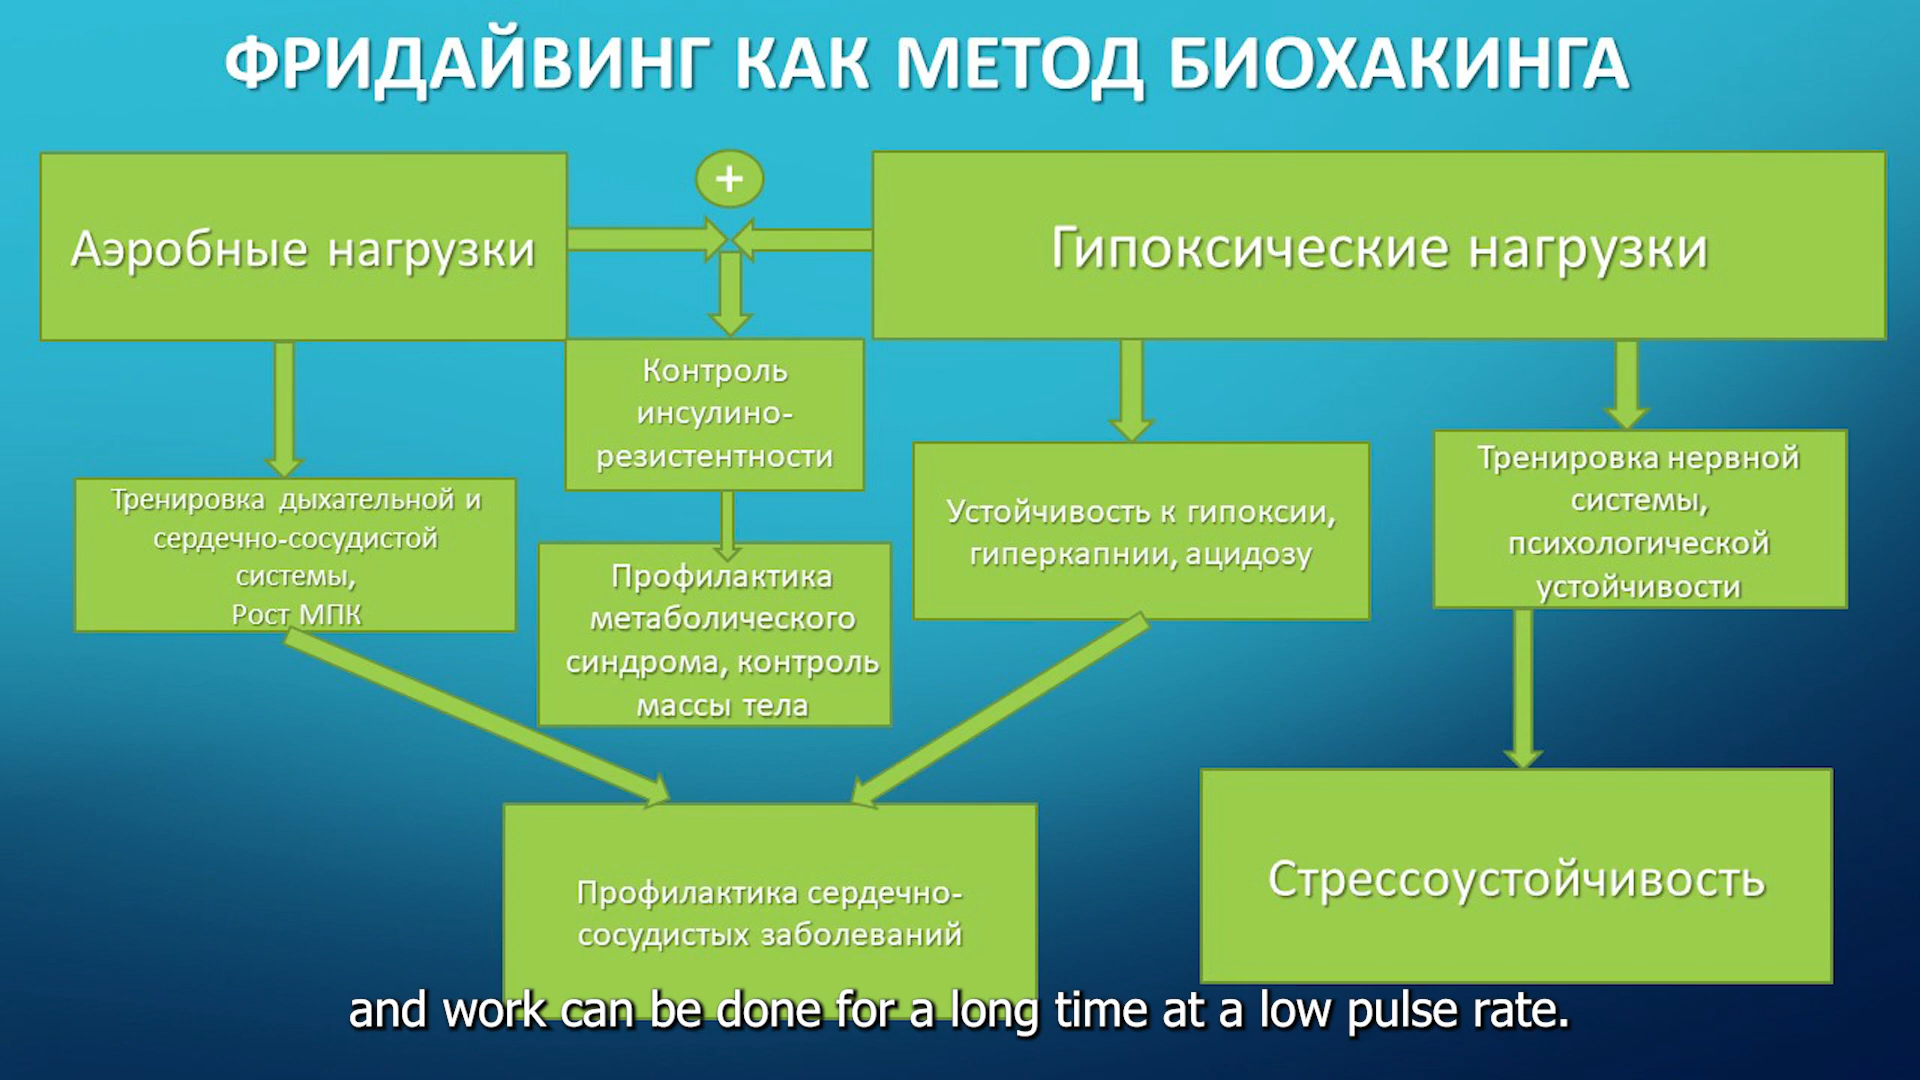 ФРИДАЙВИНГ КАК МЕТОД БИОХАКИНГА
+
Аэробные нагрузки
Гипоксические нагрузки
Контроль
инсулино-
резистентности
Тренировка дыхательной и
сердечно-сосудистой
системы,
Рост МПК
Профилактика
метаболического
синдрома, контроль
массы тела
Устойчивость к гипоксии,
гиперкапнии, ацидозу
Тренировка нервной
системы,
психологической
устойчивости
Профилактика сердечно-
сосудистых заболеваний
Стрессоустойчивость
and work can be done for a long time at a low pulse rate.